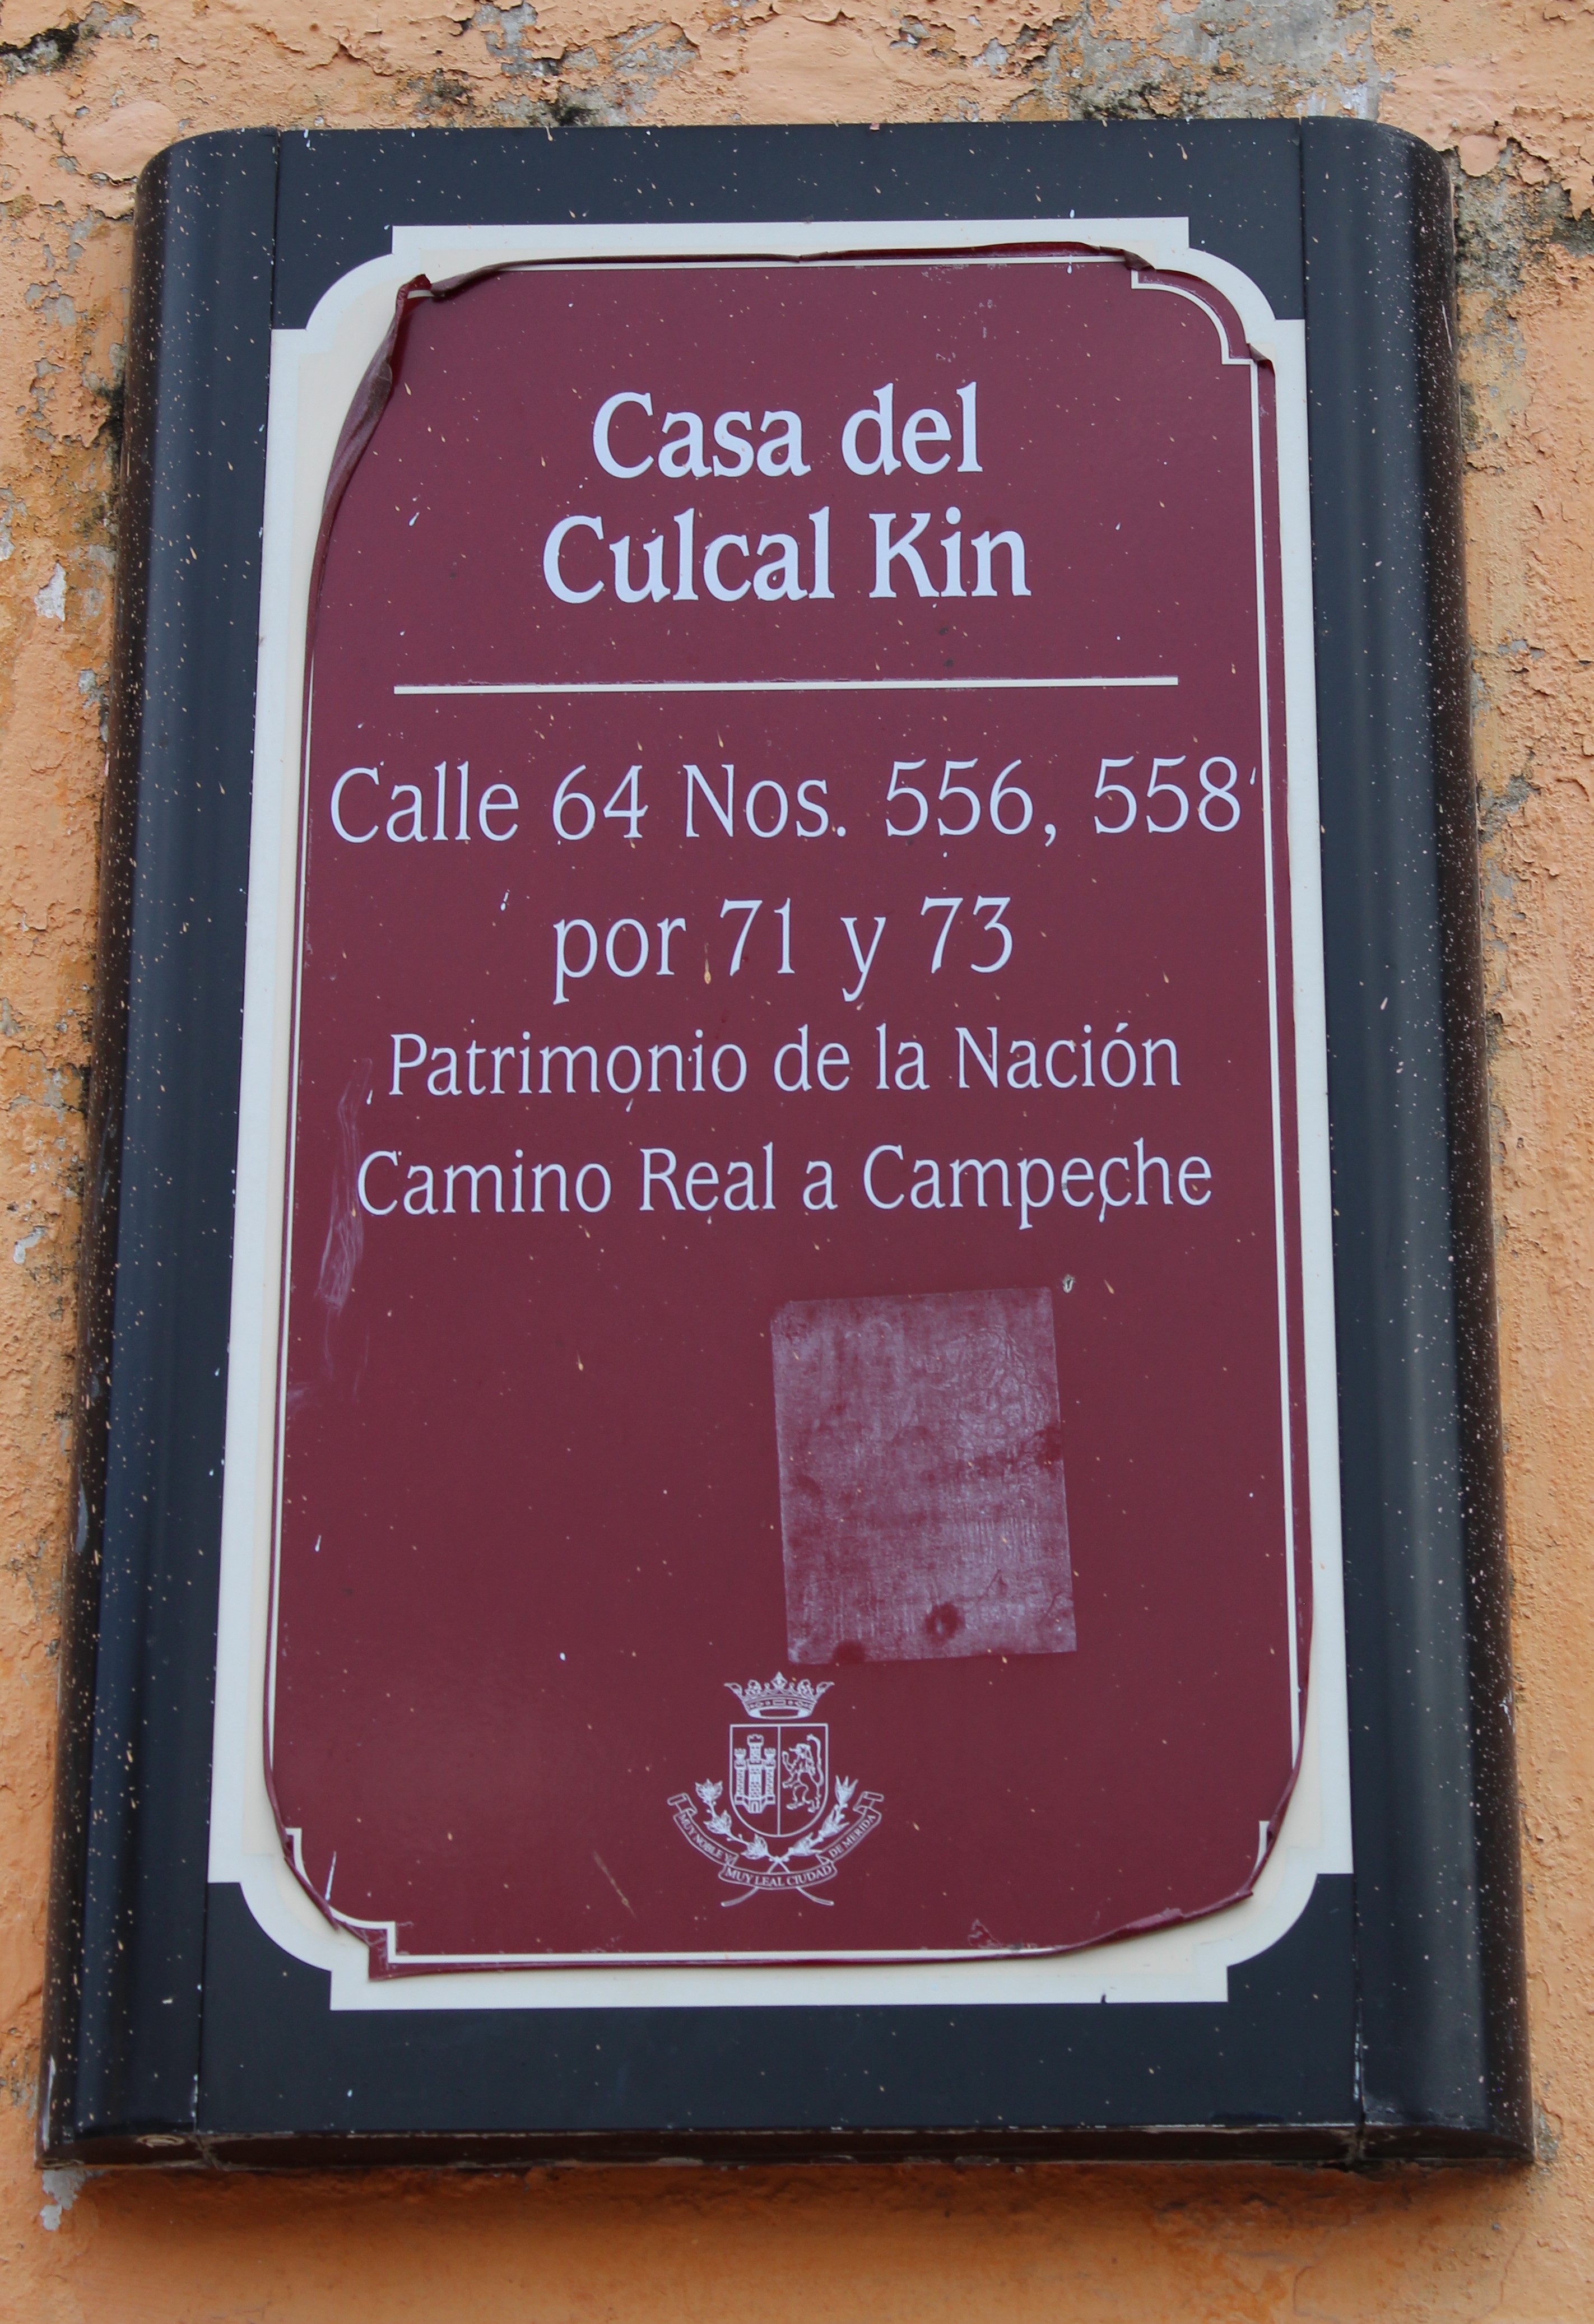 Casa del
Culcal Kin
Calle 64 Nos. 556, 558
por 71 y 73
Patrimonio de la Nación
Camino Real a Campeche
MUY NOBLE Y
MUY LEAL CIUDAD
DE MERIDA